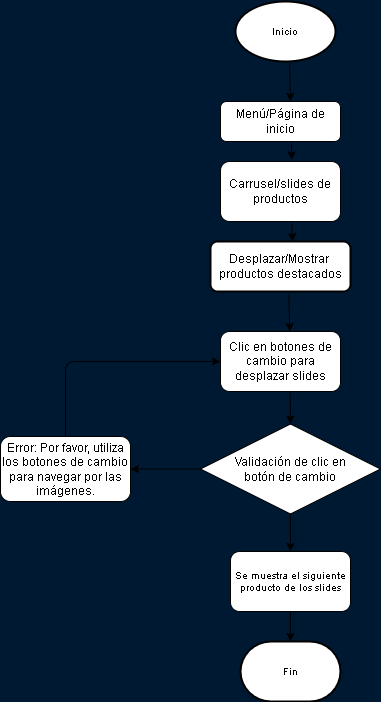 Inicio
Menú/Página de
inicio
Carrusel/slides de
productos
Desplazar/Mostrar
productos destacados
Clic en botones de
cambio para
desplazar slides
Error: Por favor, utiliza
los botones de cambio
para navegar por las
imágenes.
Validación de clic en
botón de cambio
Se muestra el siguiente
producto de los slides
Fin